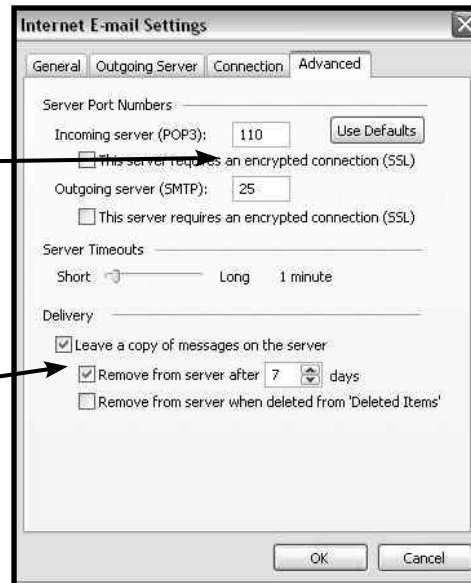 Internet E-mail Settings
General Outgoing Server Connection Advanced
Server Port Numbers
Incoming server (POP3): 110 Use Defaults
This server requires an encrypted connection (SSL)
Outgoing server (SMTP): 25
This server requires an encrypted connection (SSL)
Server Timeouts
Short Long 1 minute
Delivery
Leave a copy of messages on the server
Remove from server after 7 days
Remove from server when deleted from 'Deleted Items'
OK Cancel